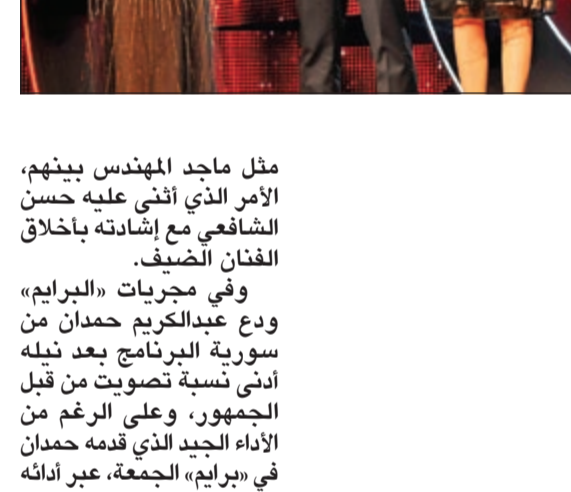 مثل ماجد المهندس بينهم،
الأمر الذي أثنى عليه حسن
الشافعي مع إشادته بأخلاق
الفنان الضيف.
وفي مجريات «البرايم»
ودع عبدالكريم حمدان من
سورية البرنامج بعد نيله
أدنى نسبة تصويت من قبل
الجمهور، وعلى الرغم من
الأداء الجيد الذي قدمه حمدان
في «برايم» الجمعة، عبر أدائه